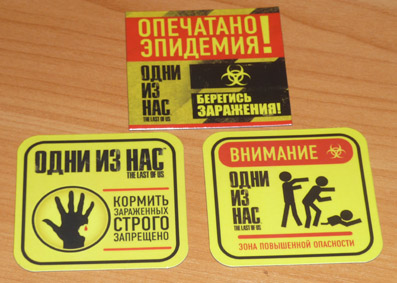 ОПЕЧАТАНО
ЭПИДЕМИЯ!
ОДНИ
ИЗ
НАС
THE LAST OF US
БЕРЕГИСЬ
ЗАРАЖЕНИЯ!
ОДНИ ИЗ НАС
THE LAST OF US
КОРМИТЬ
ЗАРАЖЕННЫХ
СТРОГО
ЗАПРЕЩЕНО
ВНИМАНИЕ
ОДНИ
ИЗ
НАС
THE LAST OF US
ЗОНА ПОВЫШЕННОЙ ОПАСНОСТИ